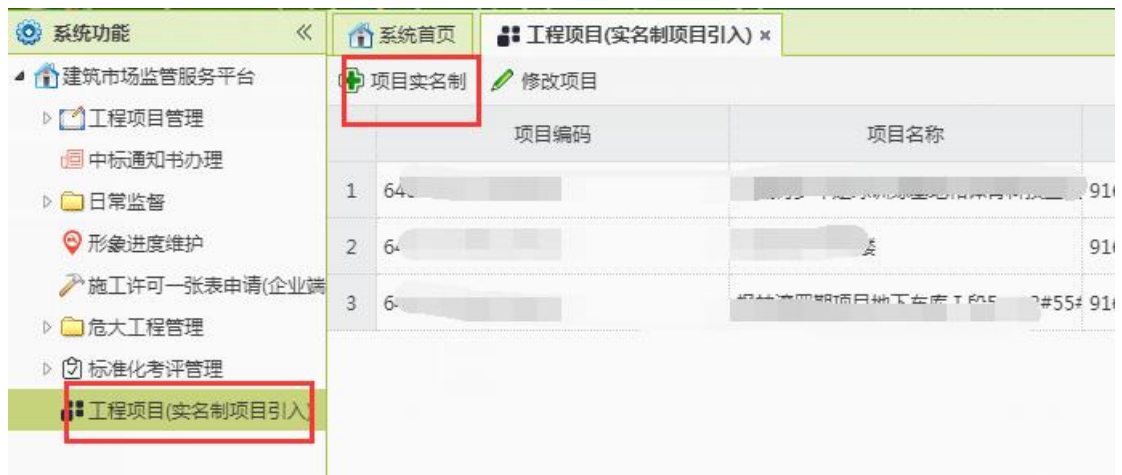 系统功能
系统首页
工程项目(实名制项目引入)
建筑市场监管服务平台
工程项目管理
中标通知书办理
日常监督
形象进度维护
施工许可一张表申请(企业端
危大工程管理
标准化考评管理
工程项目(实名制项目引入)
项目实名制
修改项目
项目编码
项目名称
1
2
3